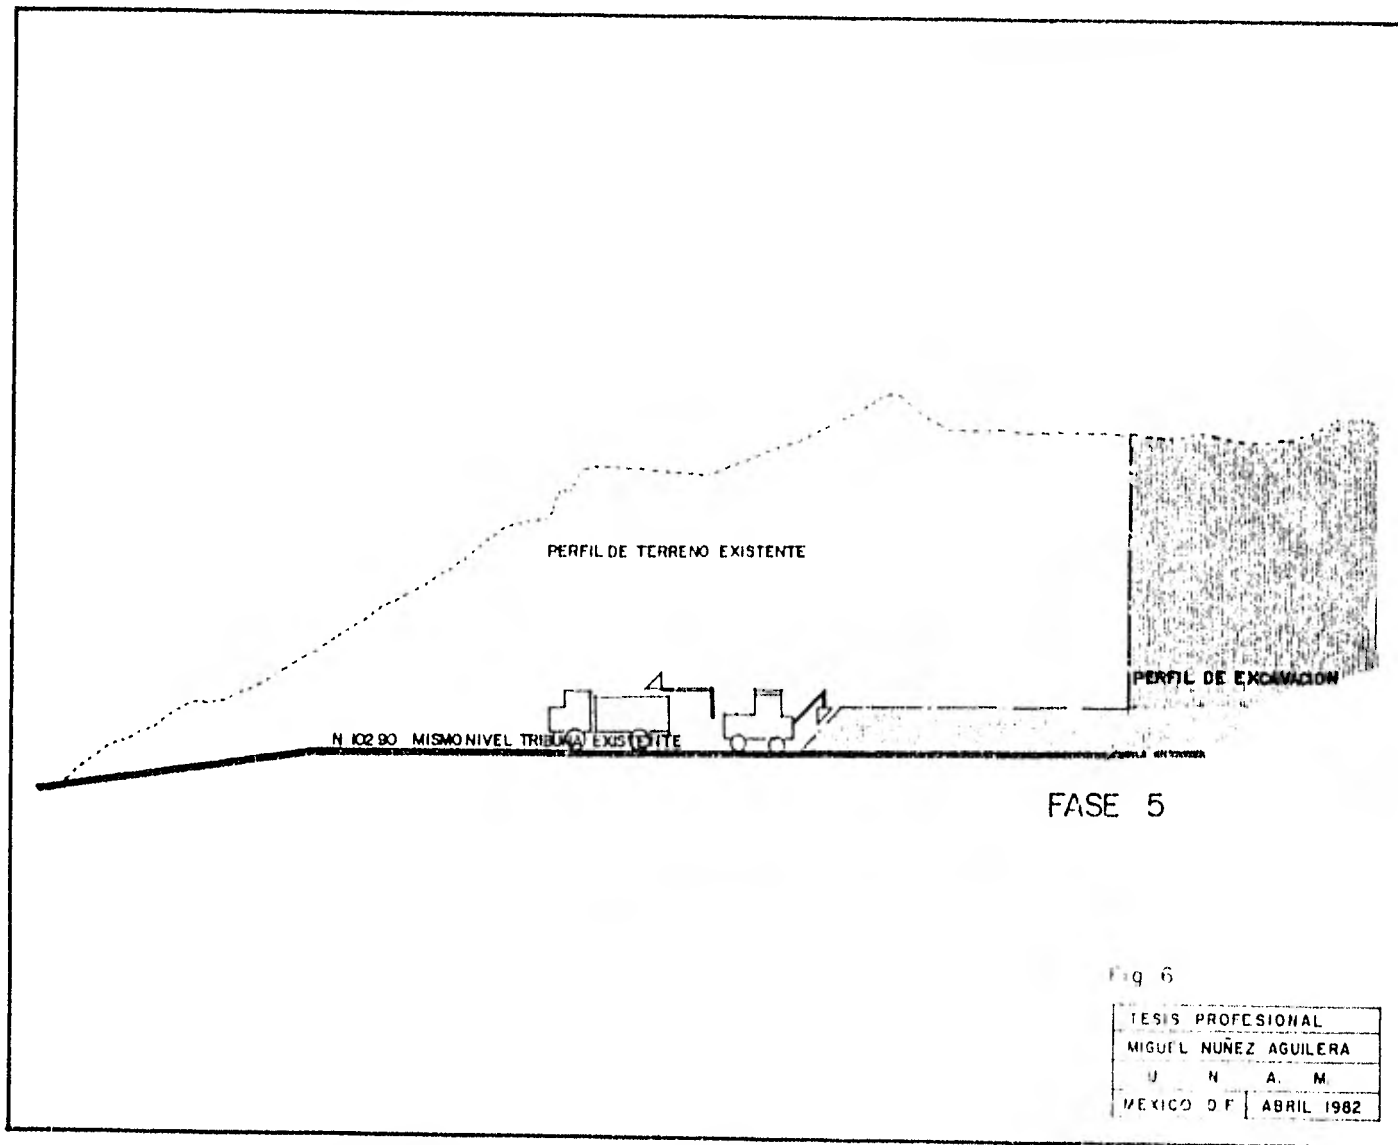 PERFIL DE TERRENO EXISTENTE
PERFIL DE EXCAVACION
N 102 90 MISMO NIVEL TRIBUNA EXISTENTE
FASE 5
Fig 6
TESIS PROFESIONAL
MIGUEL NUÑEZ AGUILERA
U N A. M.
MEXICO D.F ABRIL 1982